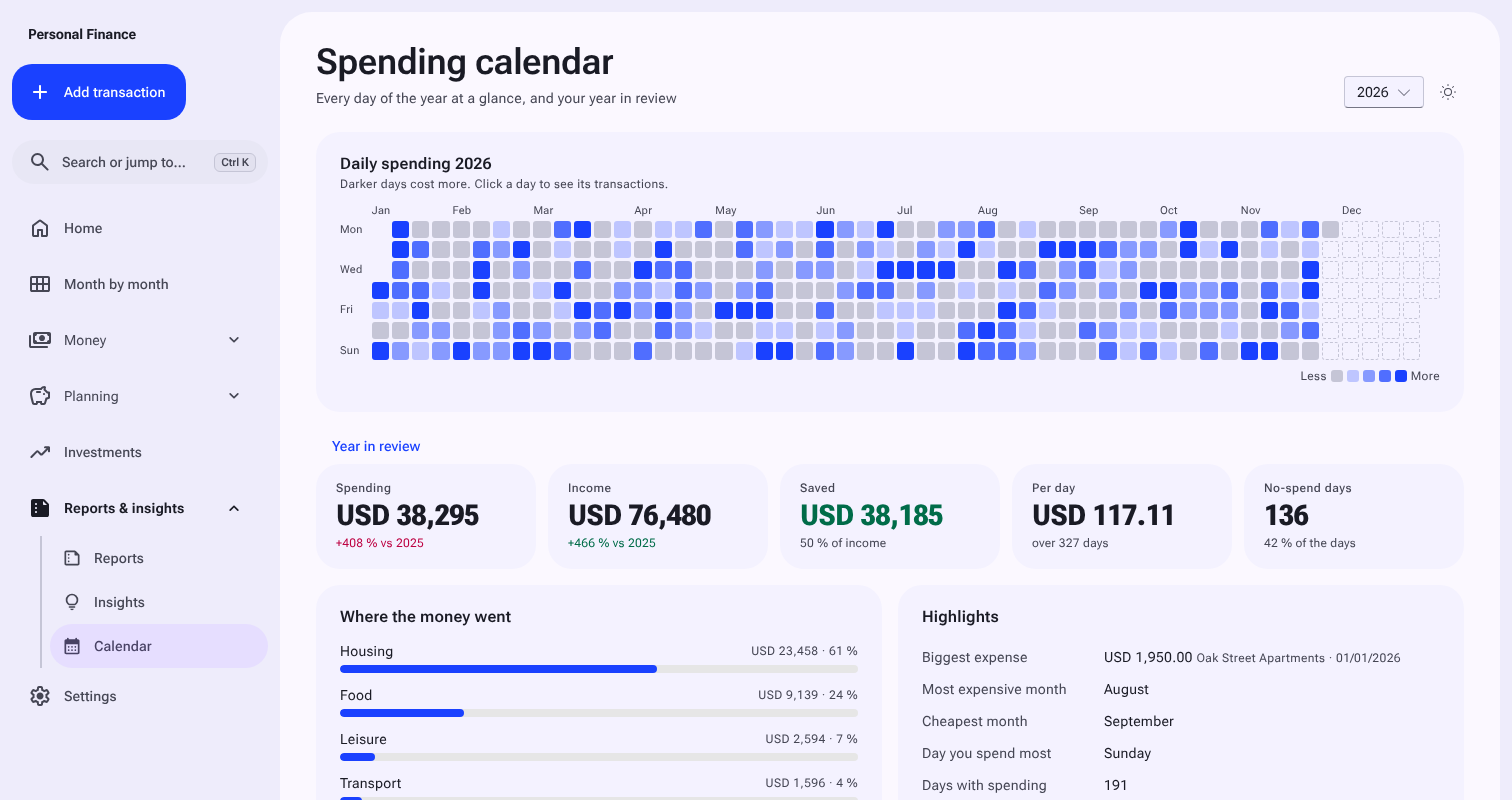 Personal Finance
Add transaction
Search or jump to...
Ctrl K
Home
Month by month
Money
Planning
Investments
Reports & insights
Reports
Insights
Calendar
Settings
Spending calendar
Every day of the year at a glance, and your year in review
2026
Daily spending 2026
Darker days cost more. Click a day to see its transactions.
Jan Feb Mar Apr May Jun Jul Aug Sep Oct Nov Dec
Mon
Wed
Fri
Sun
Less More
Year in review
Spending
USD 38,295
+408 % vs 2025
Income
USD 76,480
+466 % vs 2025
Saved
USD 38,185
50 % of income
Per day
USD 117.11
over 327 days
No-spend days
136
42 % of the days
Where the money went
Housing USD 23,458 · 61 %
Food USD 9,139 · 24 %
Leisure USD 2,594 · 7 %
Transport USD 1,596 · 4 %
Highlights
Biggest expense USD 1,950.00 Oak Street Apartments · 01/01/2026
Most expensive month August
Cheapest month September
Day you spend most Sunday
Days with spending 191